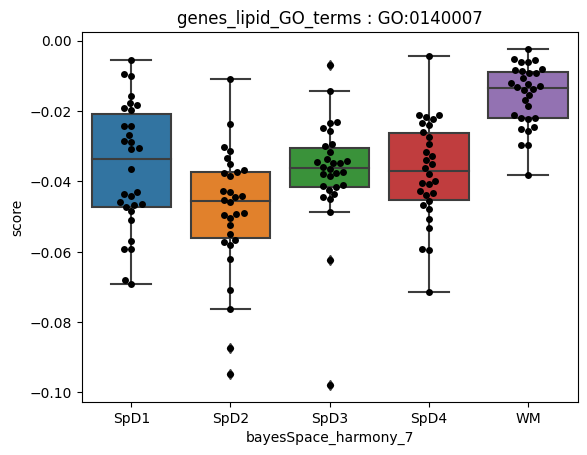 genes_lipid_GO_terms : GO:0140007
0.00
−0.02
−0.04
−0.06
−0.08
−0.10
score
SpD1 SpD2 SpD3 SpD4 WM
bayesSpace_harmony_7